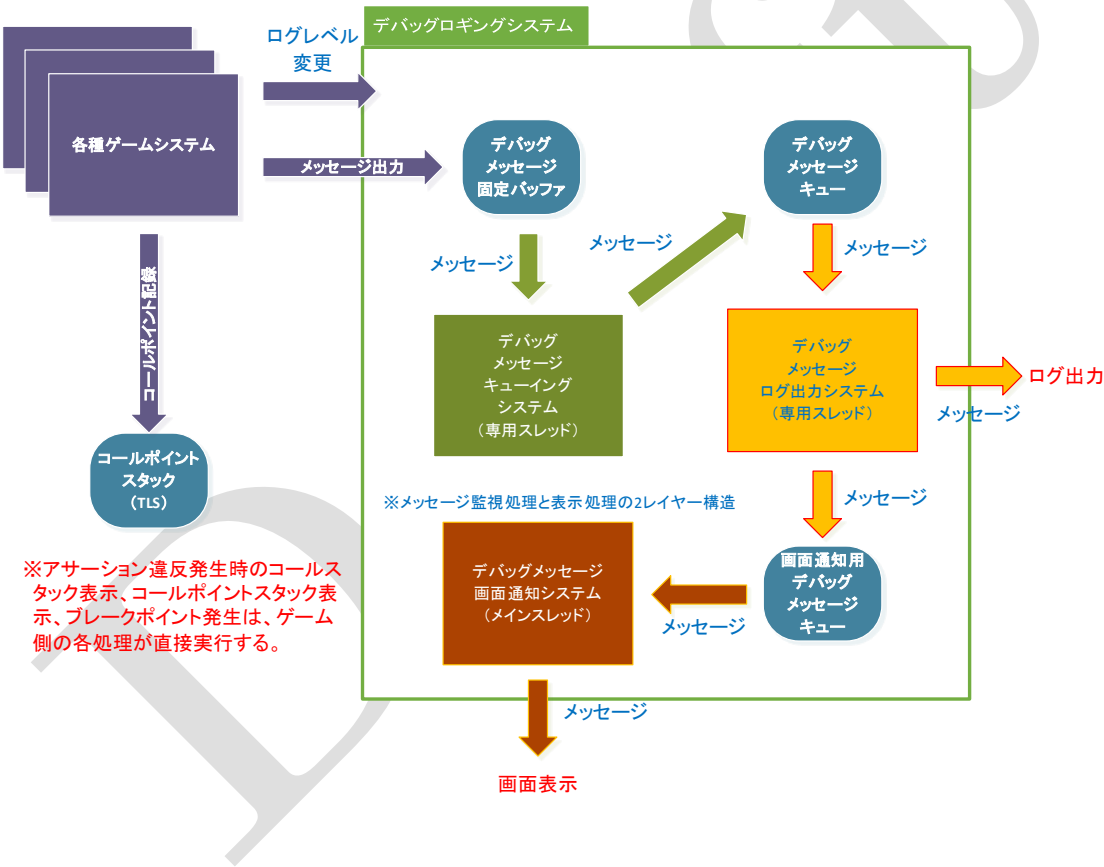 デバッグロギングシステム
ログレベル
変更
各種ゲームシステム
メッセージ出力
デバッグ
メッセージ
固定バッファ
デバッグ
メッセージ
キュー
メッセージ
メッセージ
メッセージ
コールポイント記録
デバッグ
メッセージ
キューイング
システム
(専用スレッド)
デバッグ
メッセージ
ログ出力システム
(専用スレッド)
ログ出力
メッセージ
コールポイント
スタック
(TLS)
※メッセージ監視処理と表示処理の2レイヤー構造
メッセージ
※アサーション違反発生時のコールス
タック表示、コールポイントスタック表
示、ブレークポイント発生は、ゲーム
側の各処理が直接実行する。
デバッグメッセージ
画面通知システム
(メインスレッド)
メッセージ
画面通知用
デバッグ
メッセージ
キュー
メッセージ
画面表示